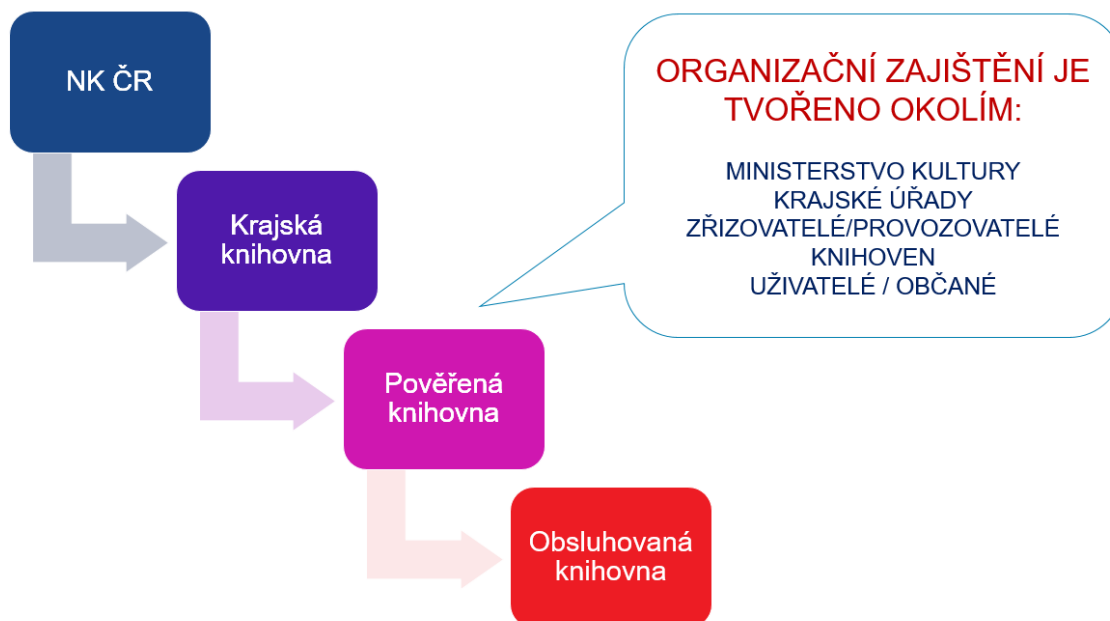 NK ČR
Krajská
knihovna
Pověřená
knihovna
Obsluhovaná
knihovna
ORGANIZAČNÍ ZAJIŠTĚNÍ JE
TVOŘENO OKOLÍM:
MINISTERSTVO KULTURY
KRAJSKÉ ÚŘADY
ZŘIZOVATELÉ/PROVOZOVATELÉ
KNIHOVEN
UŽIVATELÉ / OBČANÉ